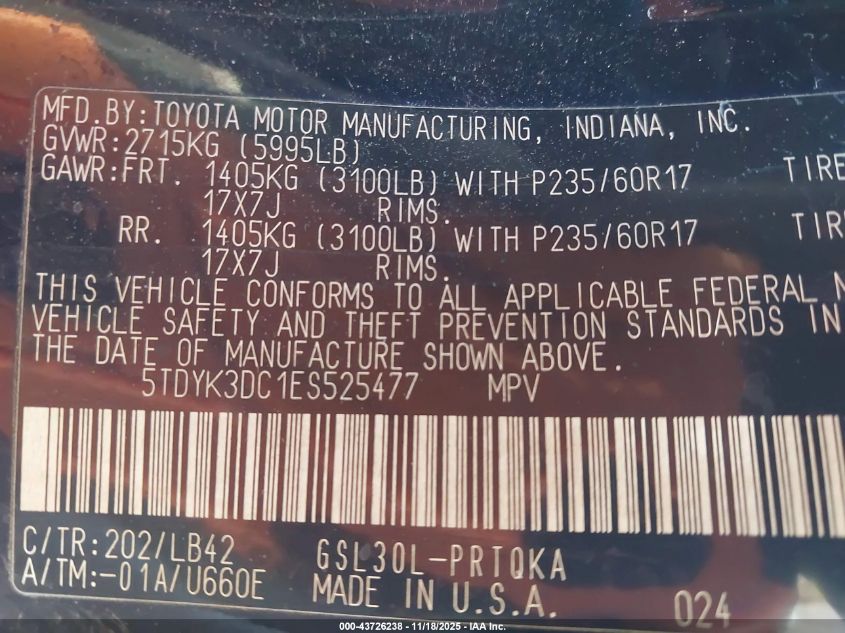 MFD.BY:TOYOTA MOTOR MANUFACTURING, INDIANA, INC.
GVWR:2715KG (5995LB)
GAWR:FRT. 1405KG (3100LB) WITH P235/60R17 TIRE
17X7J RIMS.
RR. 1405KG (3100LB) WITH P235/60R17 TIR
17X7J RIMS.
THIS VEHICLE CONFORMS TO ALL APPLICABLE FEDERAL
VEHICLE SAFETY AND THEFT PREVENTION STANDARDS IN
THE DATE OF MANUFACTURE SHOWN ABOVE.
5TDYK3DC1ES525477 MPV
C/TR:202/LB42 GSL30L-PRTQKA
A/TM:-01A/U660E MADE IN U.S.A. 024
000-43726238 - 11/18/2025 - IAA Inc.